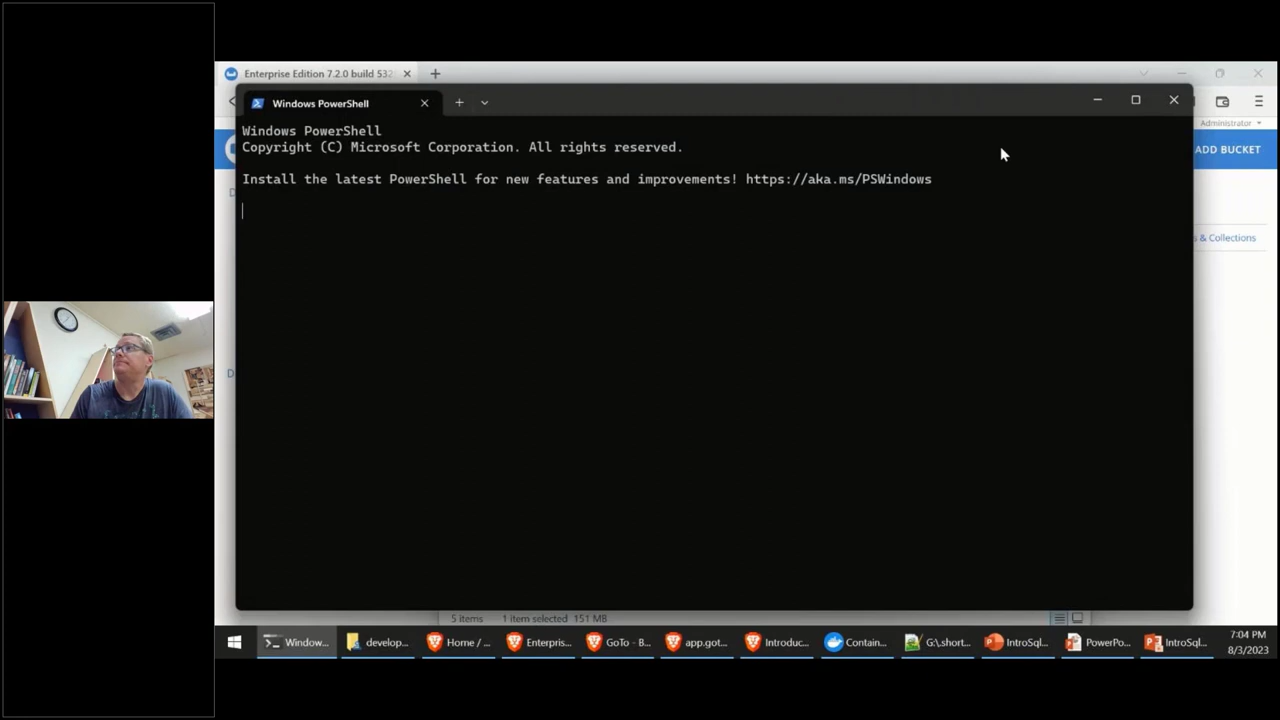 Enterprise Edition 7.2.0 build 532
Windows PowerShell
Administrator
ADD BUCKET
Windows PowerShell
Copyright (C) Microsoft Corporation. All rights reserved.
Install the latest PowerShell for new features and improvements! https://aka.ms/PSWindows
D
s & Collections
D
5 items 1 item selected 151 MB
Window... develop... Home / ... Enterpris... GoTo - B... app.got... Introduc... Contain... G:\.short... IntroSql... PowerPo... IntroSql...
7:04 PM
8/3/2023